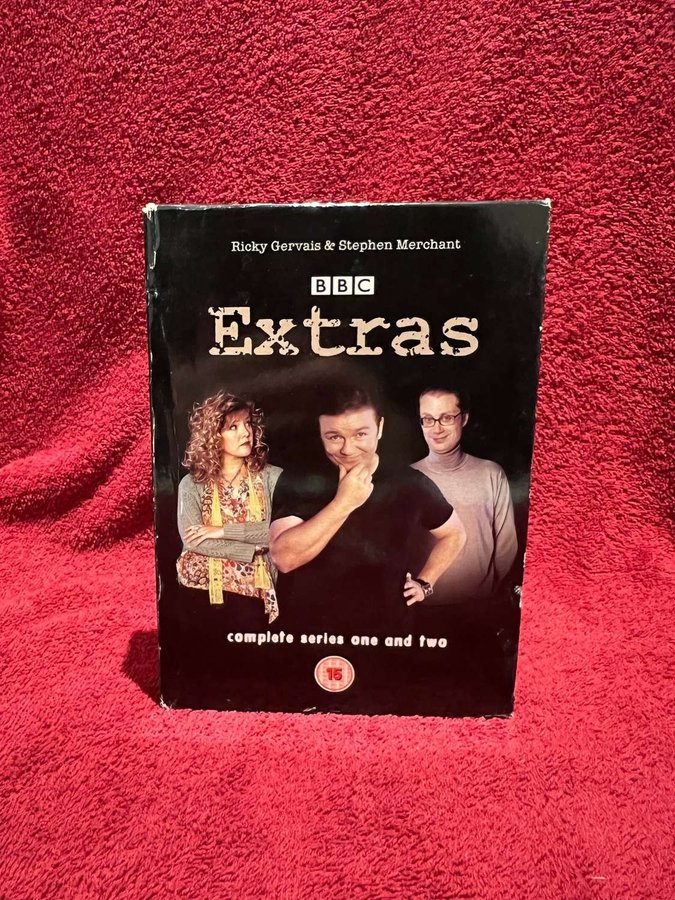 Ricky Gervais & Stephen Merchant
BBC
Extras
complete series one and two
15